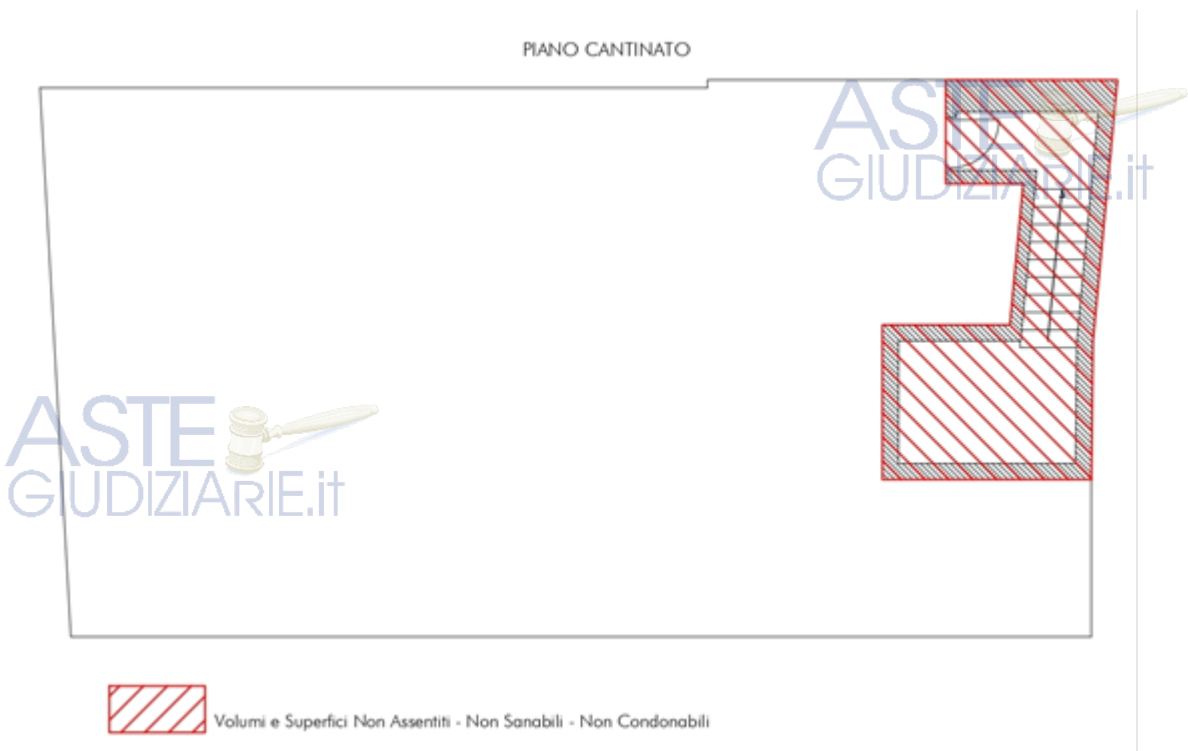 PIANO CANTINATO
ASTE
GIUDIZIARIE.it
ASTE
GIUDIZIARIE.it
Volumi e Superfici Non Assentiti - Non Sanabili - Non Condonabili